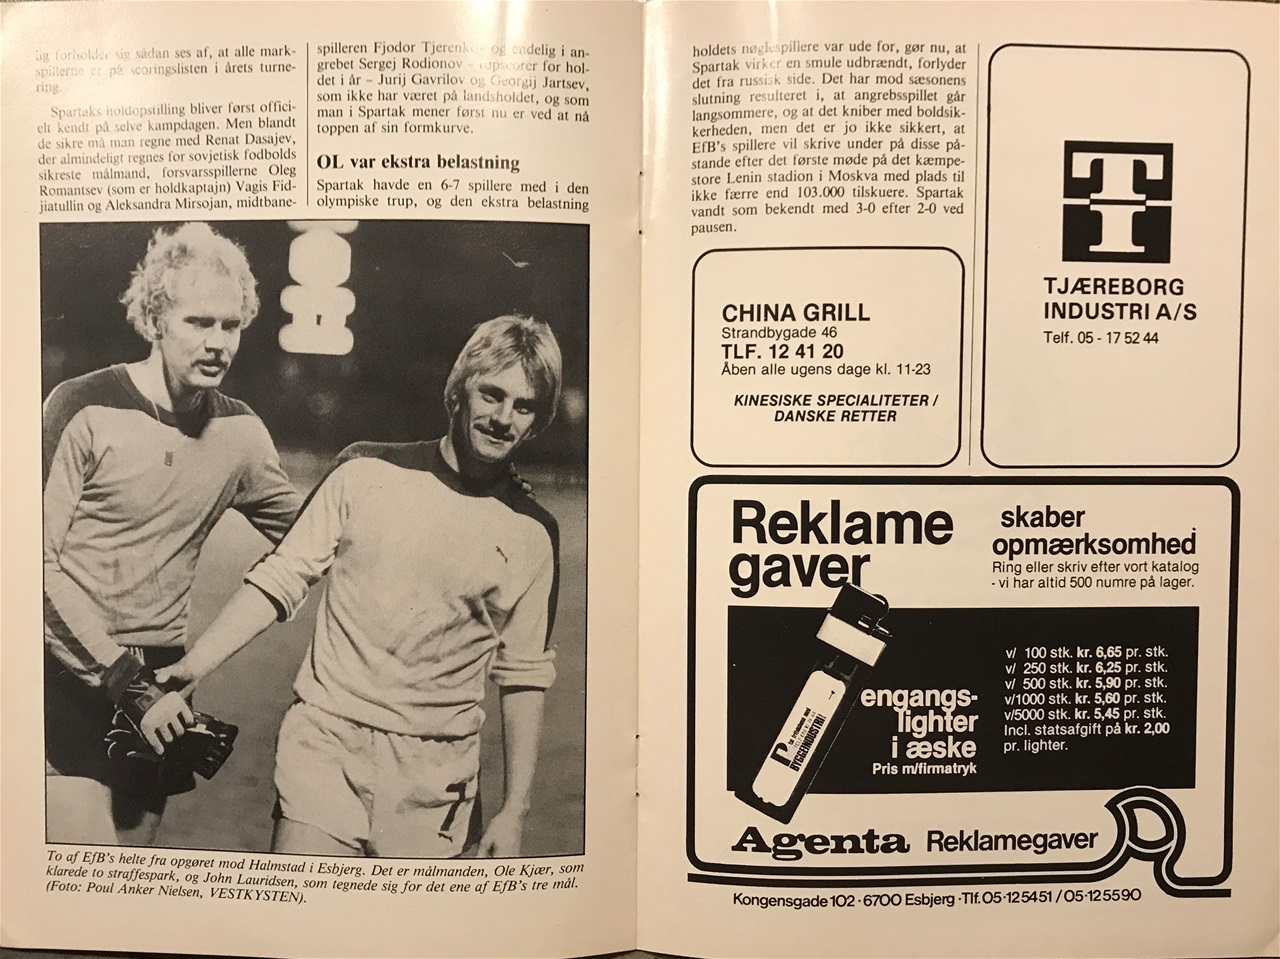 lig forholder sig sådan ses af, at alle mark-
spillerne er på scoringslisten i årets turne-
ring.
Spartaks holdopstilling bliver først offici-
elt kendt på selve kampdagen. Men blandt
de sikre må man regne med Renat Dasajev,
der almindeligt regnes for sovjetisk fodbolds
sikreste målmand, forsvarsspillerne Oleg
Romantsev (som er holdkaptajn) Vagis Fid-
jiatullin og Aleksandra Mirsojan, midtbane-
spilleren Fjodor Tjerenkov og endelig i an-
grebet Sergej Rodionov – topscorer for hol-
det i år – Jurij Gavrilov og Georgij Jartsev,
som ikke har været på landsholdet, og som
man i Spartak mener først nu er ved at nå
toppen af sin formkurve.
OL var ekstra belastning
Spartak havde en 6-7 spillere med i den
olympiske trup, og den ekstra belastning
To af EfB's helte fra opgøret mod Halmstad i Esbjerg. Det er målmanden, Ole Kjær, som
klarede to straffespark, og John Lauridsen, som tegnede sig for det ene af EfB's tre mål.
(Foto: Poul Anker Nielsen, VESTKYSTEN).
7
holdets nøglespillere var ude for, gør nu, at
Spartak virker en smule udbrændt, forlyder
det fra russisk side. Det har mod sæsonens
slutning resulteret i, at angrebsspillet går
langsommere, og at det kniber med boldsik-
kerheden, men det er jo ikke sikkert, at
EfB's spillere vil skrive under på disse på-
stande efter det første møde på det kæmpe-
store Lenin stadion i Moskva med plads til
ikke færre end 103.000 tilskuere. Spartak
vandt som bekendt med 3-0 efter 2-0 ved
pausen.
CHINA GRILL
Strandbygade 46
TLF. 12 41 20
Åben alle ugens dage kl. 11-23
KINESISKE SPECIALITETER /
DANSKE RETTER
TJÆREBORG
INDUSTRI A/S
Telf. 05 - 17 52 44
Reklame
gaver
skaber
opmærksomhed
Ring eller skriv efter vort katalog
- vi har altid 500 numre på lager.
BYGGEINDUSTRI
engangs-
lighter
i æske
Pris m/firmatryk
v/ 100 stk. kr. 6,65 pr. stk.
v/ 250 stk. kr. 6,25 pr. stk.
v/ 500 stk. kr. 5,90 pr. stk.
v/1000 stk. kr. 5,60 pr. stk.
v/5000 stk. kr. 5,45 pr. stk.
Incl. statsafgift på kr. 2,00
pr. lighter.
Agenta Reklamegaver
Kongensgade 102 · 6700 Esbjerg · Tlf. 05·12 54 51 / 05·12 55 90